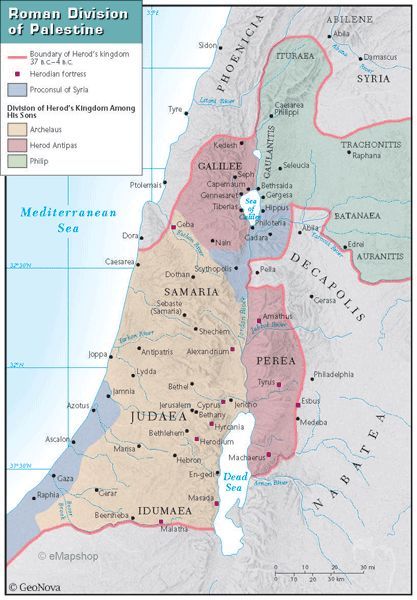 Roman Division
of Palestine
Boundary of Herod's kingdom
37 B.C.–4 B.C.
Herodian fortress
Proconsul of Syria
Division of Herod's Kingdom Among
His Sons
Archelaus
Herod Antipas
Philip
ABILENE
Abila
Sidon
PHOENICIA
ITURAEA
Damascus
SYRIA
Litani River
Tyre
Caesarea
Philippi
GAULANITIS
TRACHONITIS
Raphana
Kedesh
GALILEE
Seleucia
Seph
Ptolemais
Capernaum
Bethsaida
Gennesaret
Gergesa
Sea
of
Galilee
Tiberias
Hippus
BATANAEA
Mediterranean
Sea
Geba
Philoteria
Kishon River
Dora
Nain
Gadara
Abila
Yarmuk River
Edrei
AURANITIS
Caesarea
32°30'N
Scythopolis
Pella
DECAPOLIS
Dothan
SAMARIA
Jordan River
Gerasa
Sebaste
(Samaria)
Amathus
Shechem
Jabbok River
Yarkon River
Joppa
Antipatris
Alexandrium
PEREA
32°N
Lydda
Tyrus
Philadelphia
Jamnia
Bethel
Azotus
Jerusalem
Cyprus
Jericho
Esbus
Bethany
JUDAEA
Hyrcania
Medeba
Bethlehem
Herodium
Ascalon
Marisa
Machaerus
Hebron
NABATEA
31°30'N
Gaza
En-gedi
Dead
Sea
Arnon River
Raphia
Gerar
Masada
Besor
Brook
Beersheba
IDUMAEA
Malatha
© eMapshop
0 10 20 30 mi
0 10 20 30 40 50 km
© GeoNova